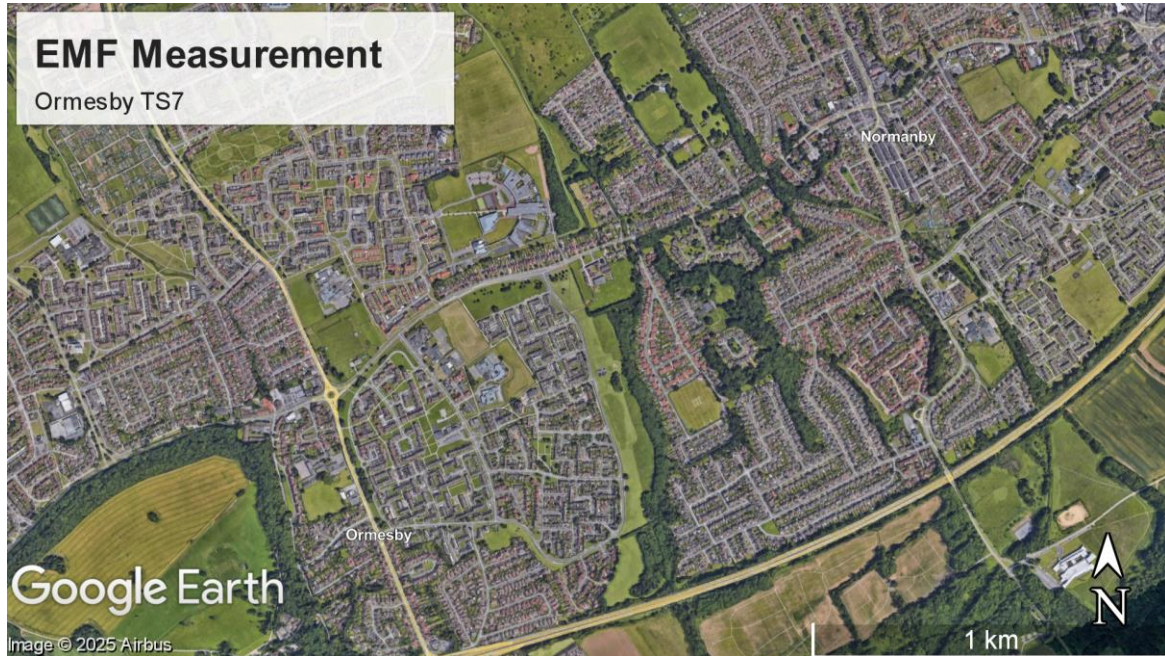 EMF Measurement
Ormesby TS7
Normanby
Ormesby
Google Earth
Image © 2025 Airbus
1 km
N